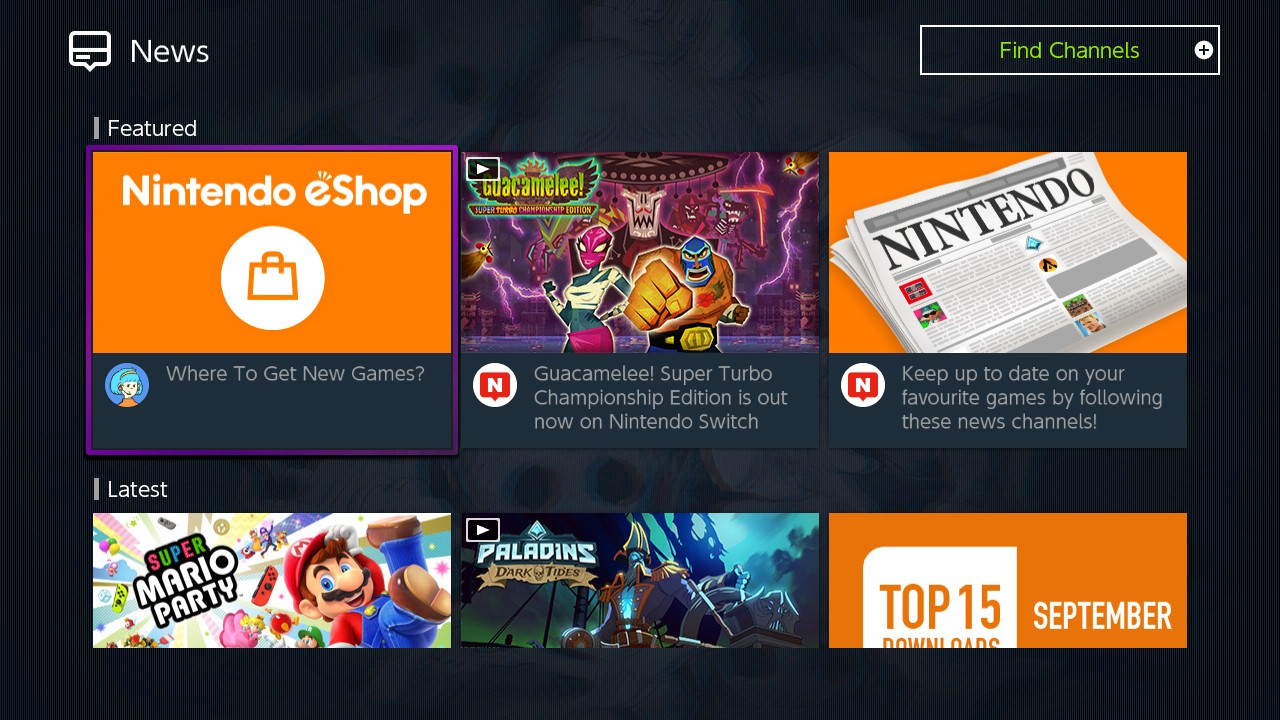 News
Find Channels
Featured
Nintendo eShop
Guacamelee!
SUPER TURBO CHAMPIONSHIP EDITION
NINTENDO
Where To Get New Games?
N
Guacamelee! Super Turbo
Championship Edition is out
now on Nintendo Switch
N
Keep up to date on your
favourite games by following
these news channels!
Latest
SUPER
MARIO
PARTY
PALADINS
DARK TIDES
TOP 15
DOWNLOADS
SEPTEMBER